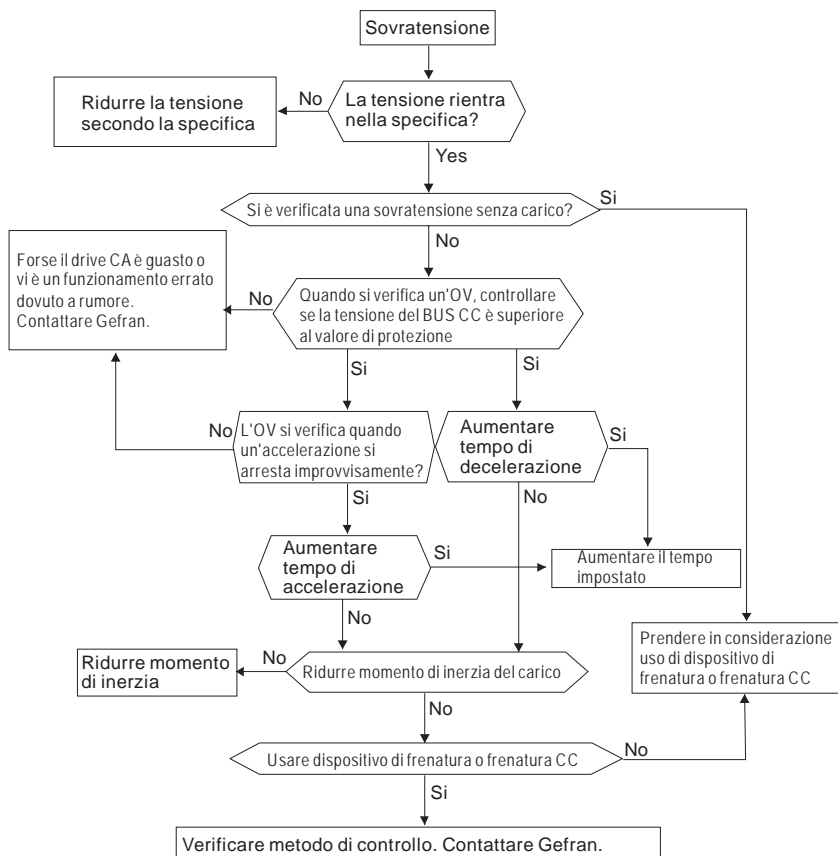 Sovratensione
No
Ridurre la tensione
secondo la specifica
La tensione rientra
nella specifica?
Yes
Si è verificata una sovratensione senza carico?
Si
No
Forse il drive CA è guasto o
vi è un funzionamento errato
dovuto a rumore.
Contattare Gefran.
No
Quando si verifica un'OV, controllare
se la tensione del BUS CC è superiore
al valore di protezione
Si
Si
No
L'OV si verifica quando
un'accelerazione si
arresta improvvisamente?
Aumentare
tempo di
decelerazione
Si
Si
No
Aumentare
tempo di
accelerazione
Si
Aumentare il tempo
impostato
No
Prendere in considerazione
uso di dispositivo di
frenatura o frenatura CC
Ridurre momento
di inerzia
No
Ridurre momento di inerzia del carico
No
Usare dispositivo di frenatura o frenatura CC
No
Si
Verificare metodo di controllo. Contattare Gefran.